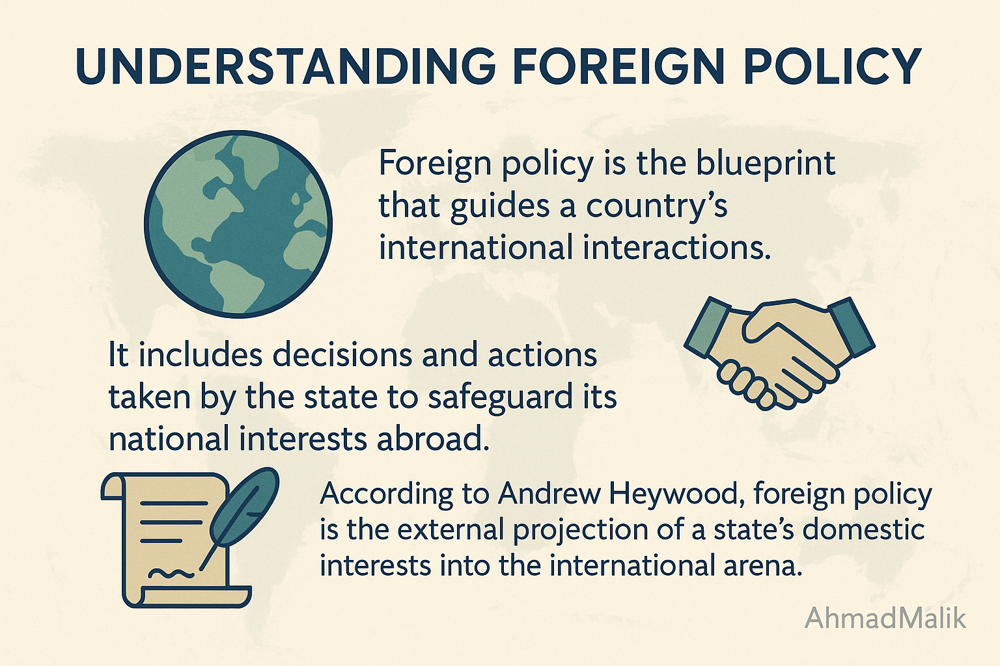 UNDERSTANDING FOREIGN POLICY
Foreign policy is the blueprint
that guides a country’s
international interactions.
It includes decisions and actions
taken by the state to safeguard its
national interests abroad.
According to Andrew Heywood, foreign policy
is the external projection of a state’s domestic
interests into the international arena.
AhmadMalik